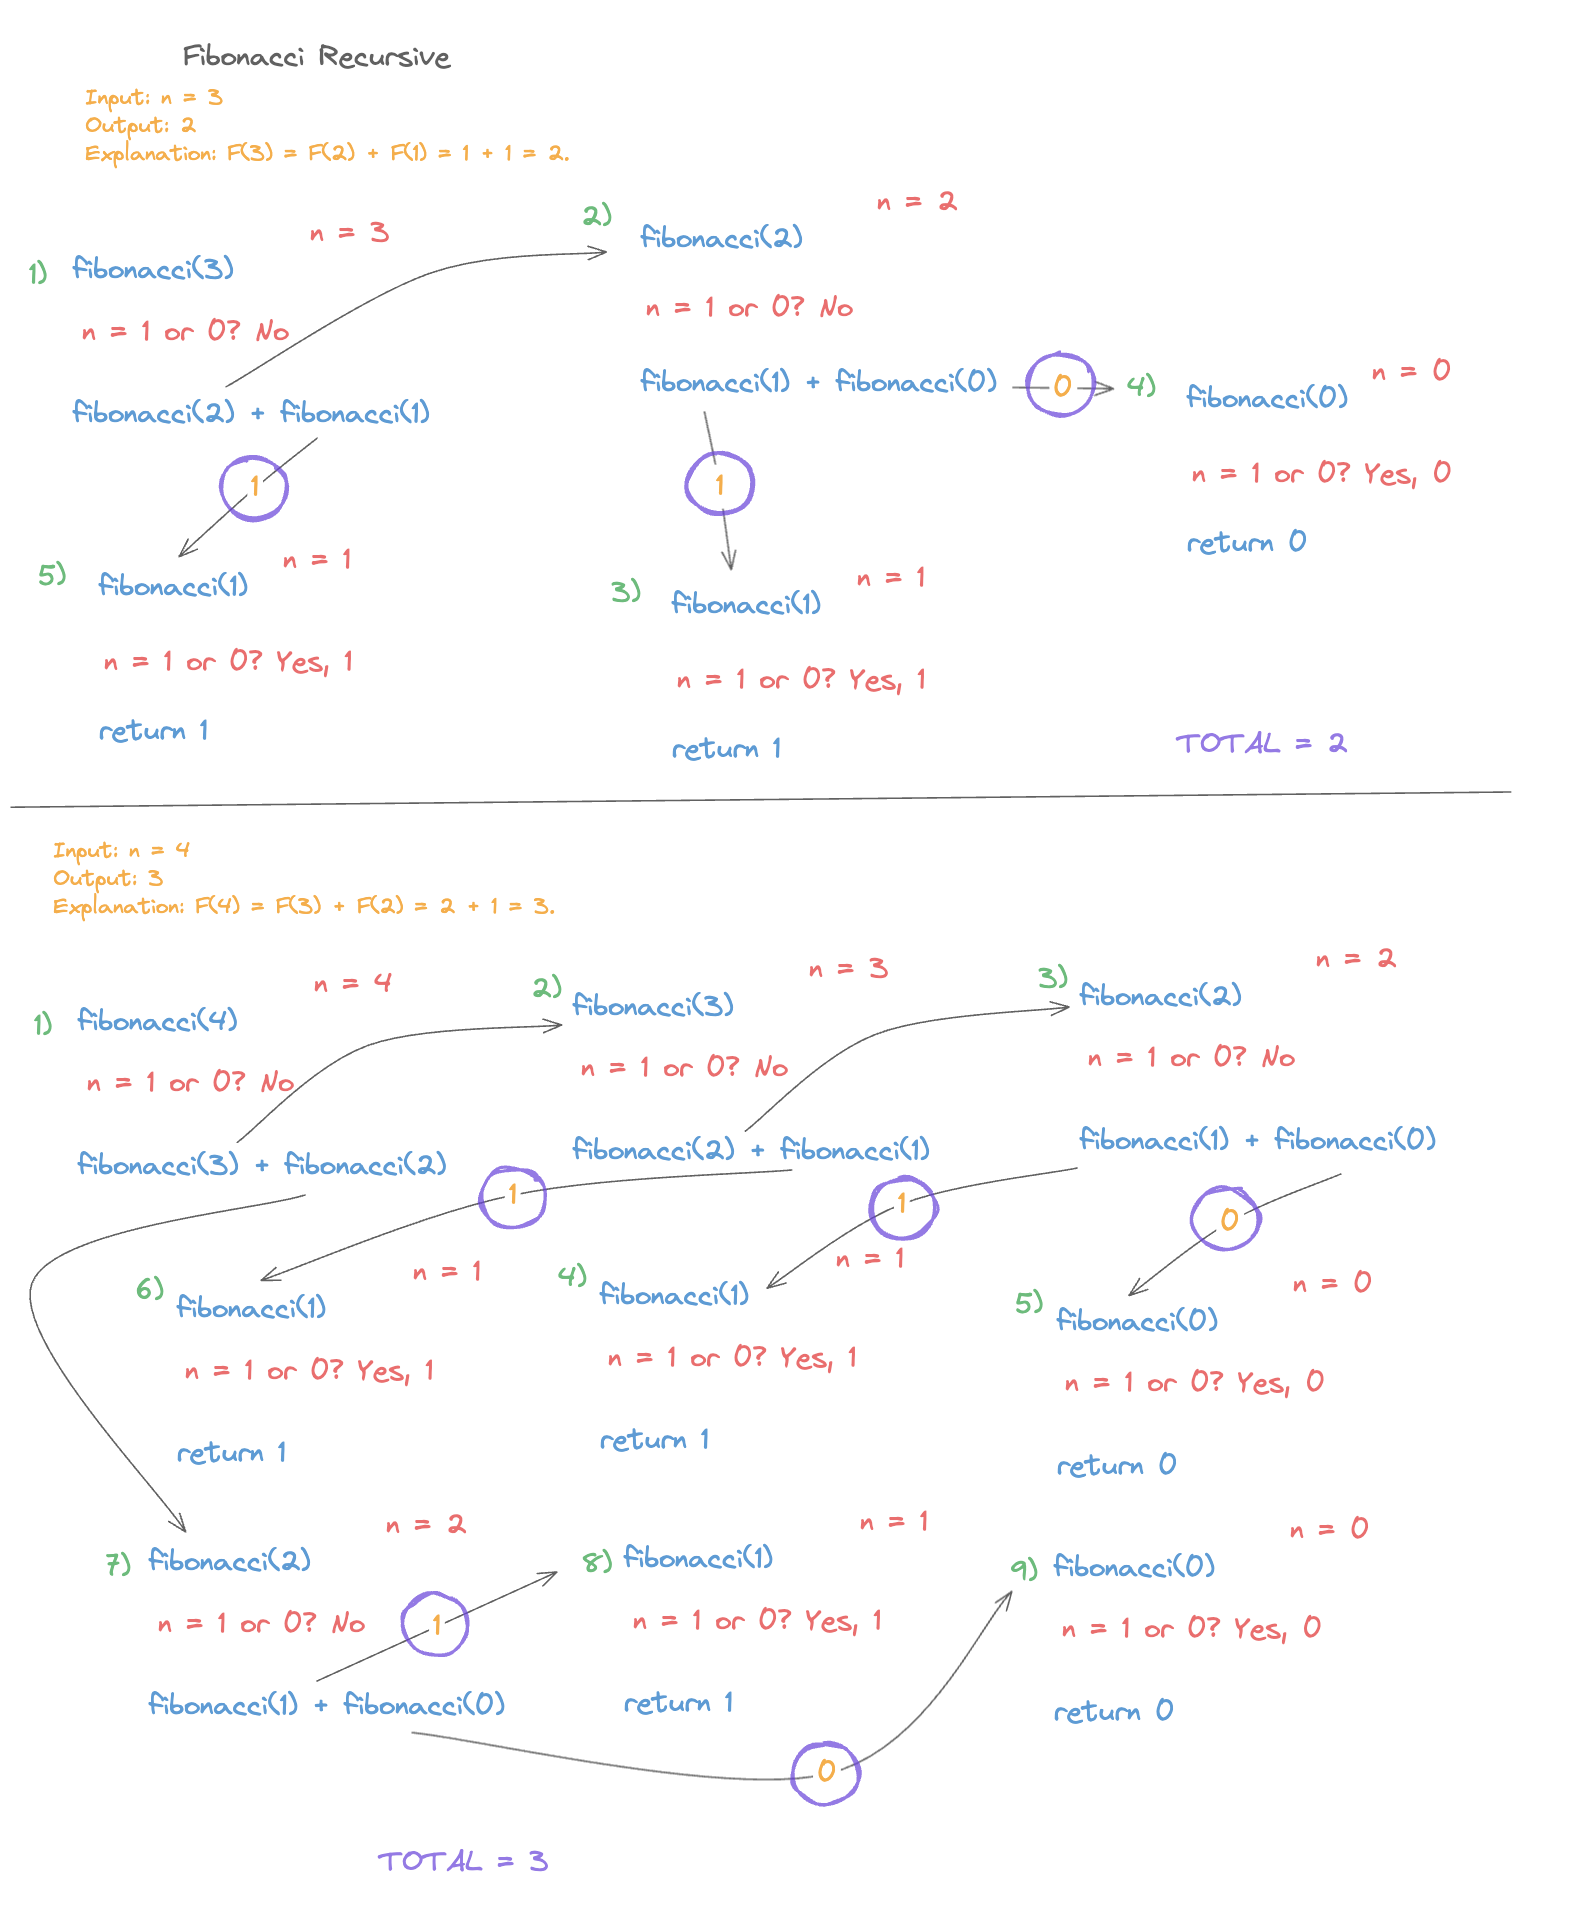 Fibonacci Recursive
Input: n = 3
Output: 2
Explanation: F(3) = F(2) + F(1) = 1 + 1 = 2.
n = 3
1) fibonacci(3)
n = 1 or 0? No
fibonacci(2) + fibonacci(1)
1
2)
n = 2
fibonacci(2)
n = 1 or 0? No
fibonacci(1) + fibonacci(0)
0
1
4)
n = 0
fibonacci(0)
n = 1 or 0? Yes, 0
return 0
5)
n = 1
fibonacci(1)
n = 1 or 0? Yes, 1
return 1
3)
n = 1
fibonacci(1)
n = 1 or 0? Yes, 1
return 1
TOTAL = 2
Input: n = 4
Output: 3
Explanation: F(4) = F(3) + F(2) = 2 + 1 = 3.
n = 4
1) fibonacci(4)
n = 1 or 0? No
fibonacci(3) + fibonacci(2)
2)
n = 3
fibonacci(3)
n = 1 or 0? No
fibonacci(2) + fibonacci(1)
1
3)
n = 2
fibonacci(2)
n = 1 or 0? No
fibonacci(1) + fibonacci(0)
1
0
6)
n = 1
fibonacci(1)
n = 1 or 0? Yes, 1
return 1
4)
n = 1
fibonacci(1)
n = 1 or 0? Yes, 1
return 1
5)
n = 0
fibonacci(0)
n = 1 or 0? Yes, 0
return 0
n = 2
7) fibonacci(2)
n = 1 or 0? No
1
fibonacci(1) + fibonacci(0)
0
n = 1
8) fibonacci(1)
n = 1 or 0? Yes, 1
return 1
n = 0
9) fibonacci(0)
n = 1 or 0? Yes, 0
return 0
TOTAL = 3